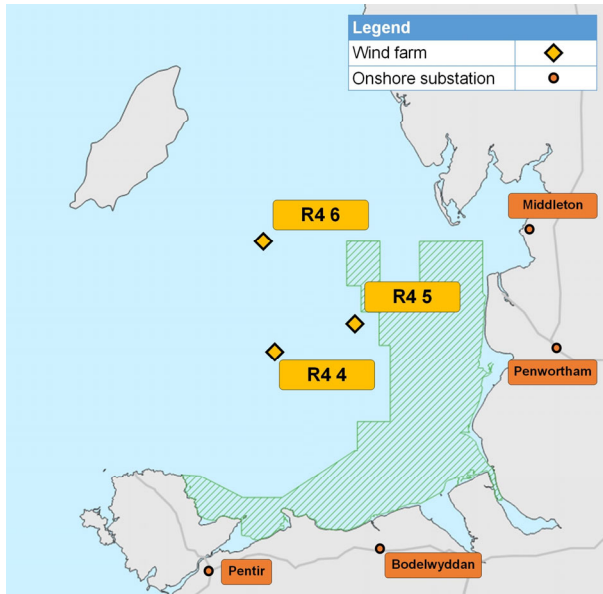 Legend
Wind farm
Onshore substation
Middleton
R4 6
R4 5
R4 4
Penwortham
Bodelwyddan
Pentir